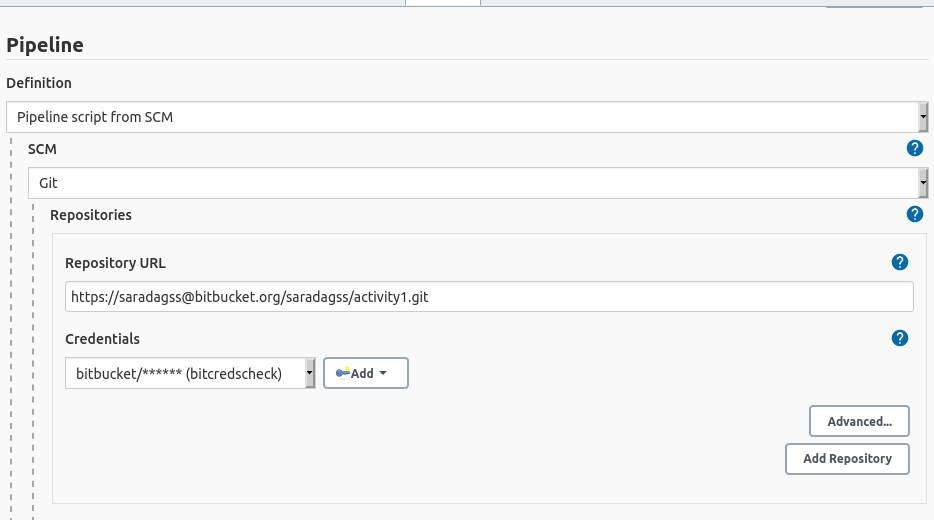 Pipeline
Definition
Pipeline script from SCM
SCM
?
Git
Repositories
?
Repository URL
?
https://saradagss@bitbucket.org/saradagss/activity1.git
Credentials
?
bitbucket/****** (bitcredscheck)
Add
Advanced...
Add Repository